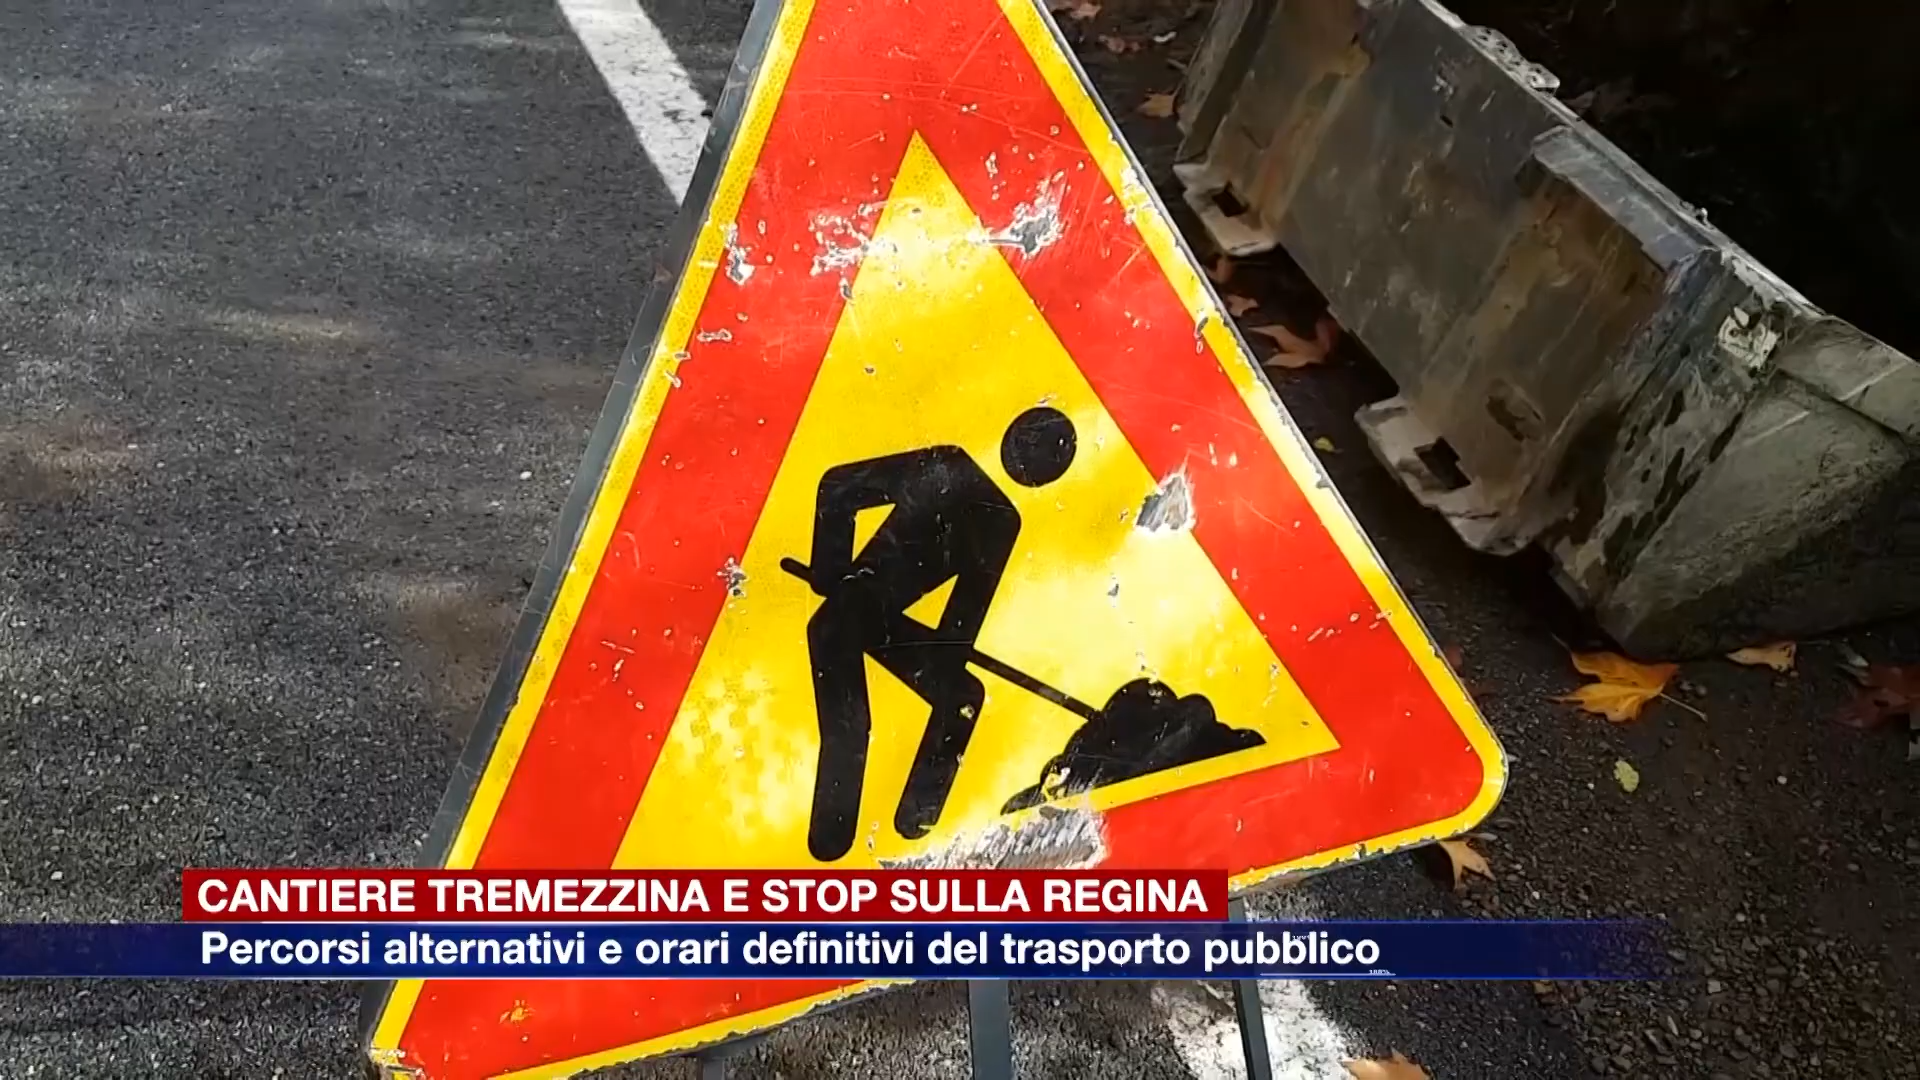 CANTIERE TREMEZZINA E STOP SULLA REGINA
Percorsi alternativi e orari definitivi del trasporto pubblico